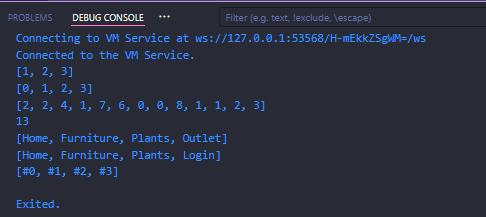 PROBLEMS DEBUG CONSOLE ··· Filter (e.g. text, !exclude, \escape)
Connecting to VM Service at ws://127.0.0.1:53568/H-mEkkZSgWM=/ws
Connected to the VM Service.
[1, 2, 3]
[0, 1, 2, 3]
[2, 2, 4, 1, 7, 6, 0, 0, 8, 1, 1, 2, 3]
13
[Home, Furniture, Plants, Outlet]
[Home, Furniture, Plants, Login]
[#0, #1, #2, #3]
Exited.